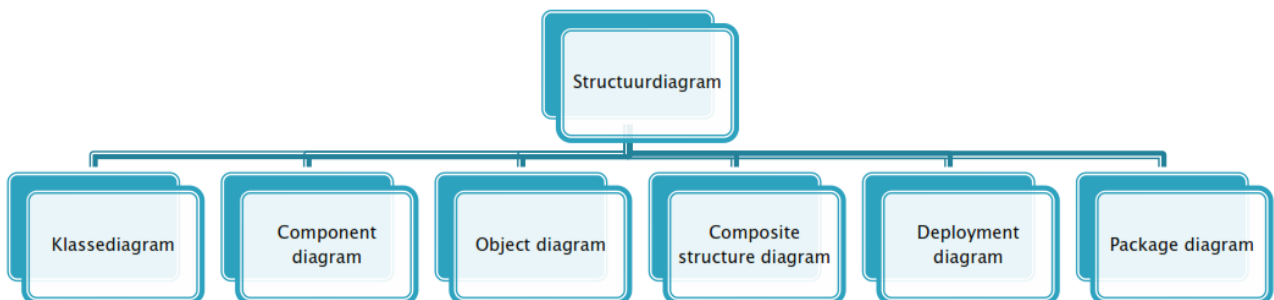 Structuurdiagram
Klassediagram
Component
diagram
Object diagram
Composite
structure diagram
Deployment
diagram
Package diagram